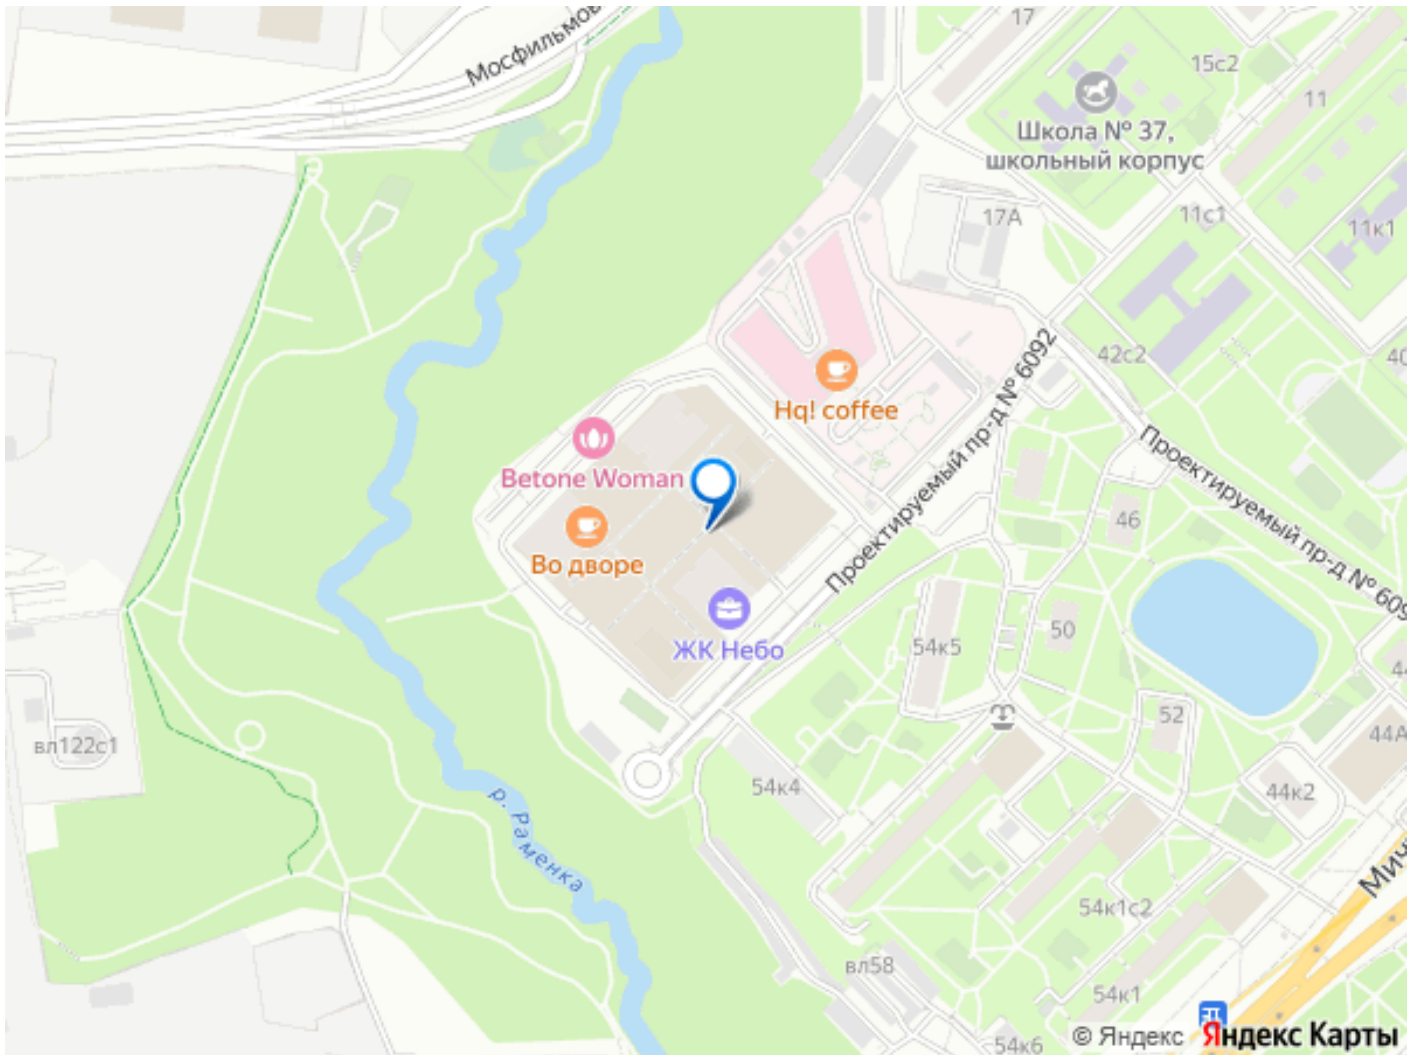 Мосфильмов
17
15с2
11
Школа № 37,
школьный корпус
17А
11с1
11к1
42с2
40
Hq! coffee
Проектируемый пр-д № 6092
Betone Woman
Проектируемый пр-д № 609
46
Во дворе
ЖК Небо
54к5
50
52
44
44А
вл122с1
54к4
44к2
р. Раменка
Мич
54к1с2
вл58
54к1
54к6
© Яндекс Яндекс Карты